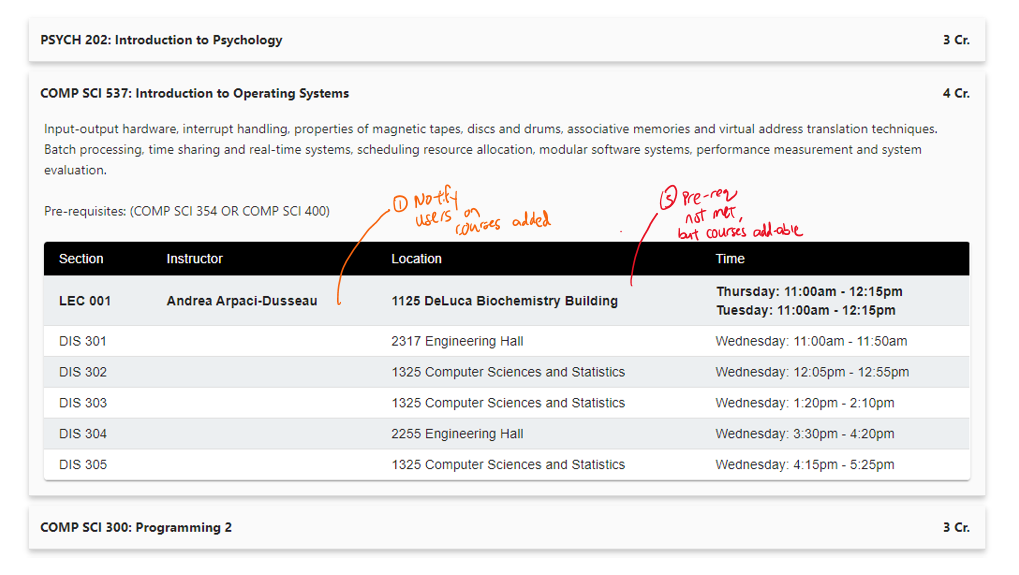 PSYCH 202: Introduction to Psychology 3 Cr.
COMP SCI 537: Introduction to Operating Systems 4 Cr.
Input-output hardware, interrupt handling, properties of magnetic tapes, discs and drums, associative memories and virtual address translation techniques.
Batch processing, time sharing and real-time systems, scheduling resource allocation, modular software systems, performance measurement and system
evaluation.
Pre-requisites: (COMP SCI 354 OR COMP SCI 400)
① Notify
users on
courses added
⑤ Pre-req
not met,
but courses add-able
Section Instructor Location Time
LEC 001 Andrea Arpaci-Dusseau 1125 DeLuca Biochemistry Building Thursday: 11:00am - 12:15pm
Tuesday: 11:00am - 12:15pm
DIS 301 2317 Engineering Hall Wednesday: 11:00am - 11:50am
DIS 302 1325 Computer Sciences and Statistics Wednesday: 12:05pm - 12:55pm
DIS 303 1325 Computer Sciences and Statistics Wednesday: 1:20pm - 2:10pm
DIS 304 2255 Engineering Hall Wednesday: 3:30pm - 4:20pm
DIS 305 1325 Computer Sciences and Statistics Wednesday: 4:15pm - 5:25pm
COMP SCI 300: Programming 2 3 Cr.